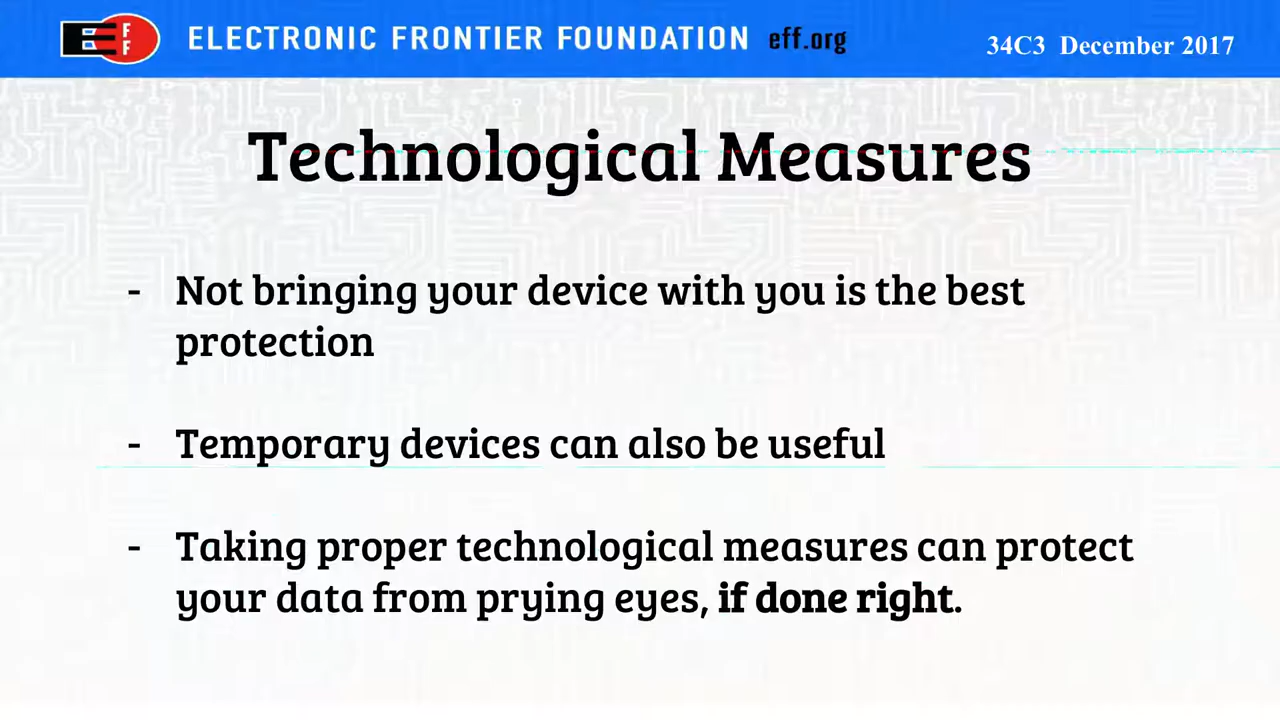 EFF ELECTRONIC FRONTIER FOUNDATION eff.org 34C3 December 2017
Technological Measures
- Not bringing your device with you is the best
protection
- Temporary devices can also be useful
- Taking proper technological measures can protect
your data from prying eyes, if done right.